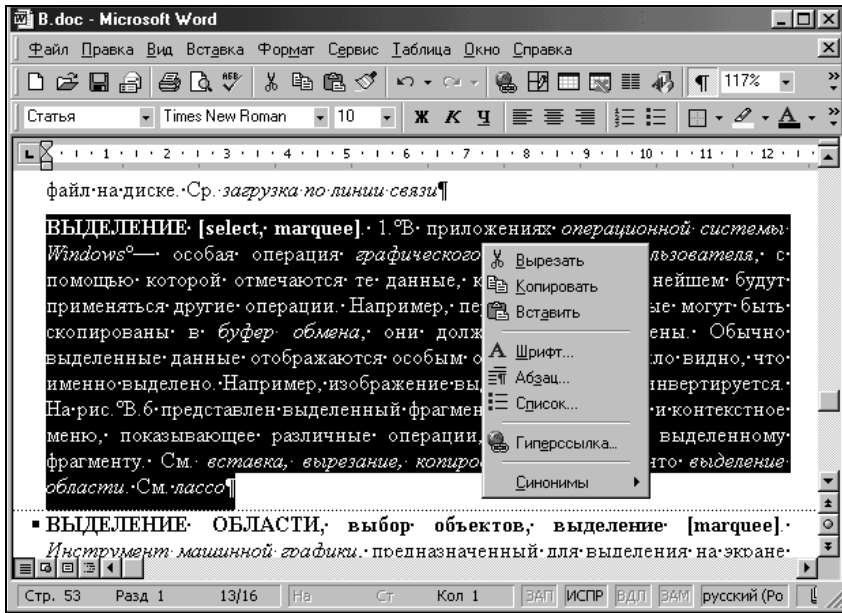 B.doc - Microsoft Word
Файл Правка Вид Вставка Формат Сервис Таблица Окно Справка
¶ 117%
Статья Times New Roman 10 Ж К Ч
1 2 3 4 5 6 7 8 9 10 11 12
файл·на·диске.·Ср.·загрузка·по·линии·связи¶
ВЫДЕЛЕНИЕ· [select,· marquee].· 1.°В· приложениях· операционной· системы·
Windows°—· особая· операция· графического льзователя,· с·
помощью· которой· отмечаются· те· данные,· к нейшем· будут·
применяться· другие· операции.· Например,· пе ые· могут· быть·
скопированы· в· буфер· обмена,· они· долж ены.· Обычно·
выделенные· данные· отображаются· особым· о ло·видно,·что·
именно·выделено.·Например,·изображение·вы инвертируется.·
На·рис.°В.6·представлен·выделенный·фрагмен ·и·контекстное·
меню,· показывающее· различные· операции, выделенному·
фрагменту.· См.· вставка,· вырезание,· копиро что· выделение·
области.·См.·лассо¶
Вырезать
Копировать
Вставить
Шрифт...
Абзац...
Список...
Гиперссылка...
Синонимы
ВЫДЕЛЕНИЕ· ОБЛАСТИ,· выбор· объектов,· выделение· [marquee].·
Инструмент·машинной·графики,·предназначенный·для·выделения·на·экране·
Стр. 53 Разд 1 13/16 На Ст Кол 1 ЗАП ИСПР ВДЛ ЗАМ русский (Ро